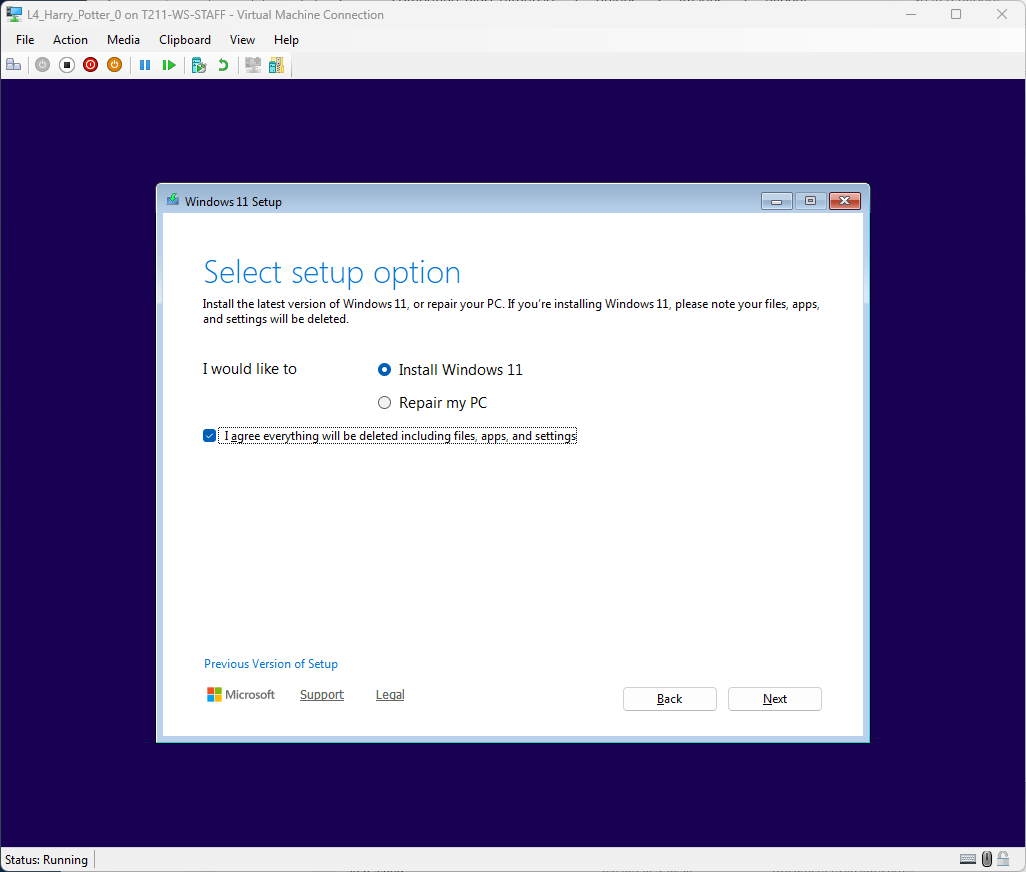 L4_Harry_Potter_0 on T211-WS-STAFF - Virtual Machine Connection
File Action Media Clipboard View Help
Windows 11 Setup
Select setup option
Install the latest version of Windows 11, or repair your PC. If you're installing Windows 11, please note your files, apps,
and settings will be deleted.
I would like to
Install Windows 11
Repair my PC
I agree everything will be deleted including files, apps, and settings
Previous Version of Setup
Microsoft Support Legal
Back Next
Status: Running